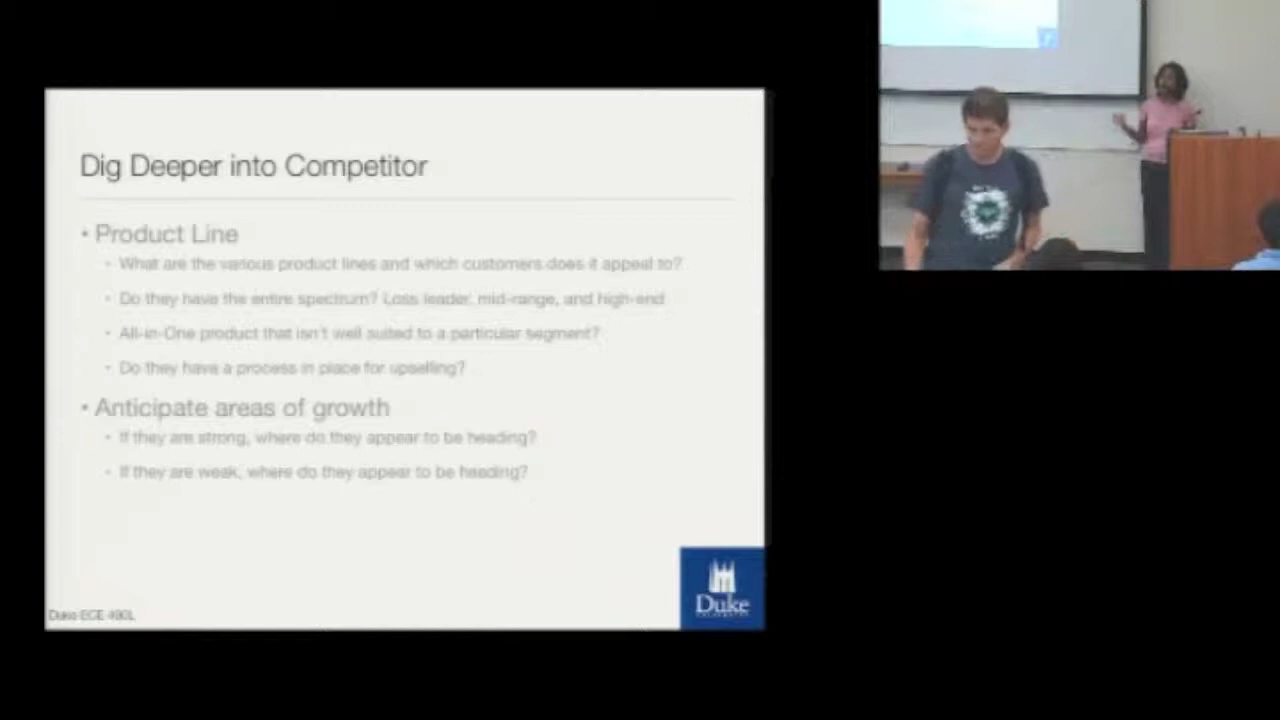 Dig Deeper into Competitor
• Product Line
• What are the various product lines and which customers does it appeal to?
• Do they have the entire spectrum? Loss leader, mid-range, and high-end
• All-in-One product that isn't well suited to a particular segment?
• Do they have a process in place for upselling?
• Anticipate areas of growth
• If they are strong, where do they appear to be heading?
• If they are weak, where do they appear to be heading?
Duke
UNIVERSITY
Duke ECE 490L